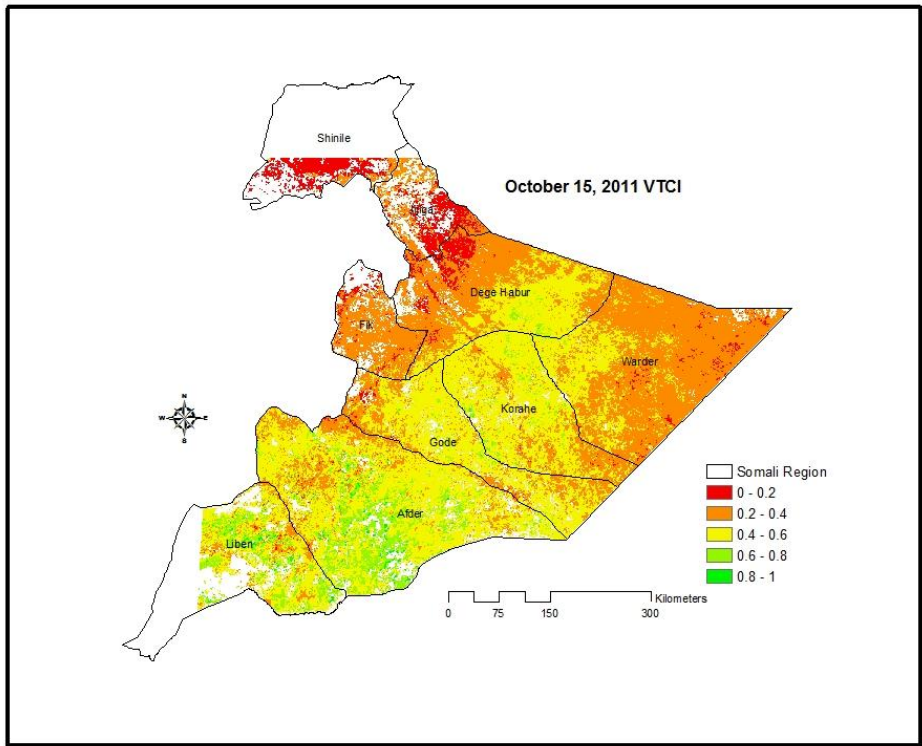 Shinile
October 15, 2011 VTCI
Jijiga
Dege Habur
Fik
Warder
N
W E
S
Korahe
Gode
Afder
Liben
Somali Region
0 - 0.2
0.2 - 0.4
0.4 - 0.6
0.6 - 0.8
0.8 - 1
Kilometers
0 75 150 300